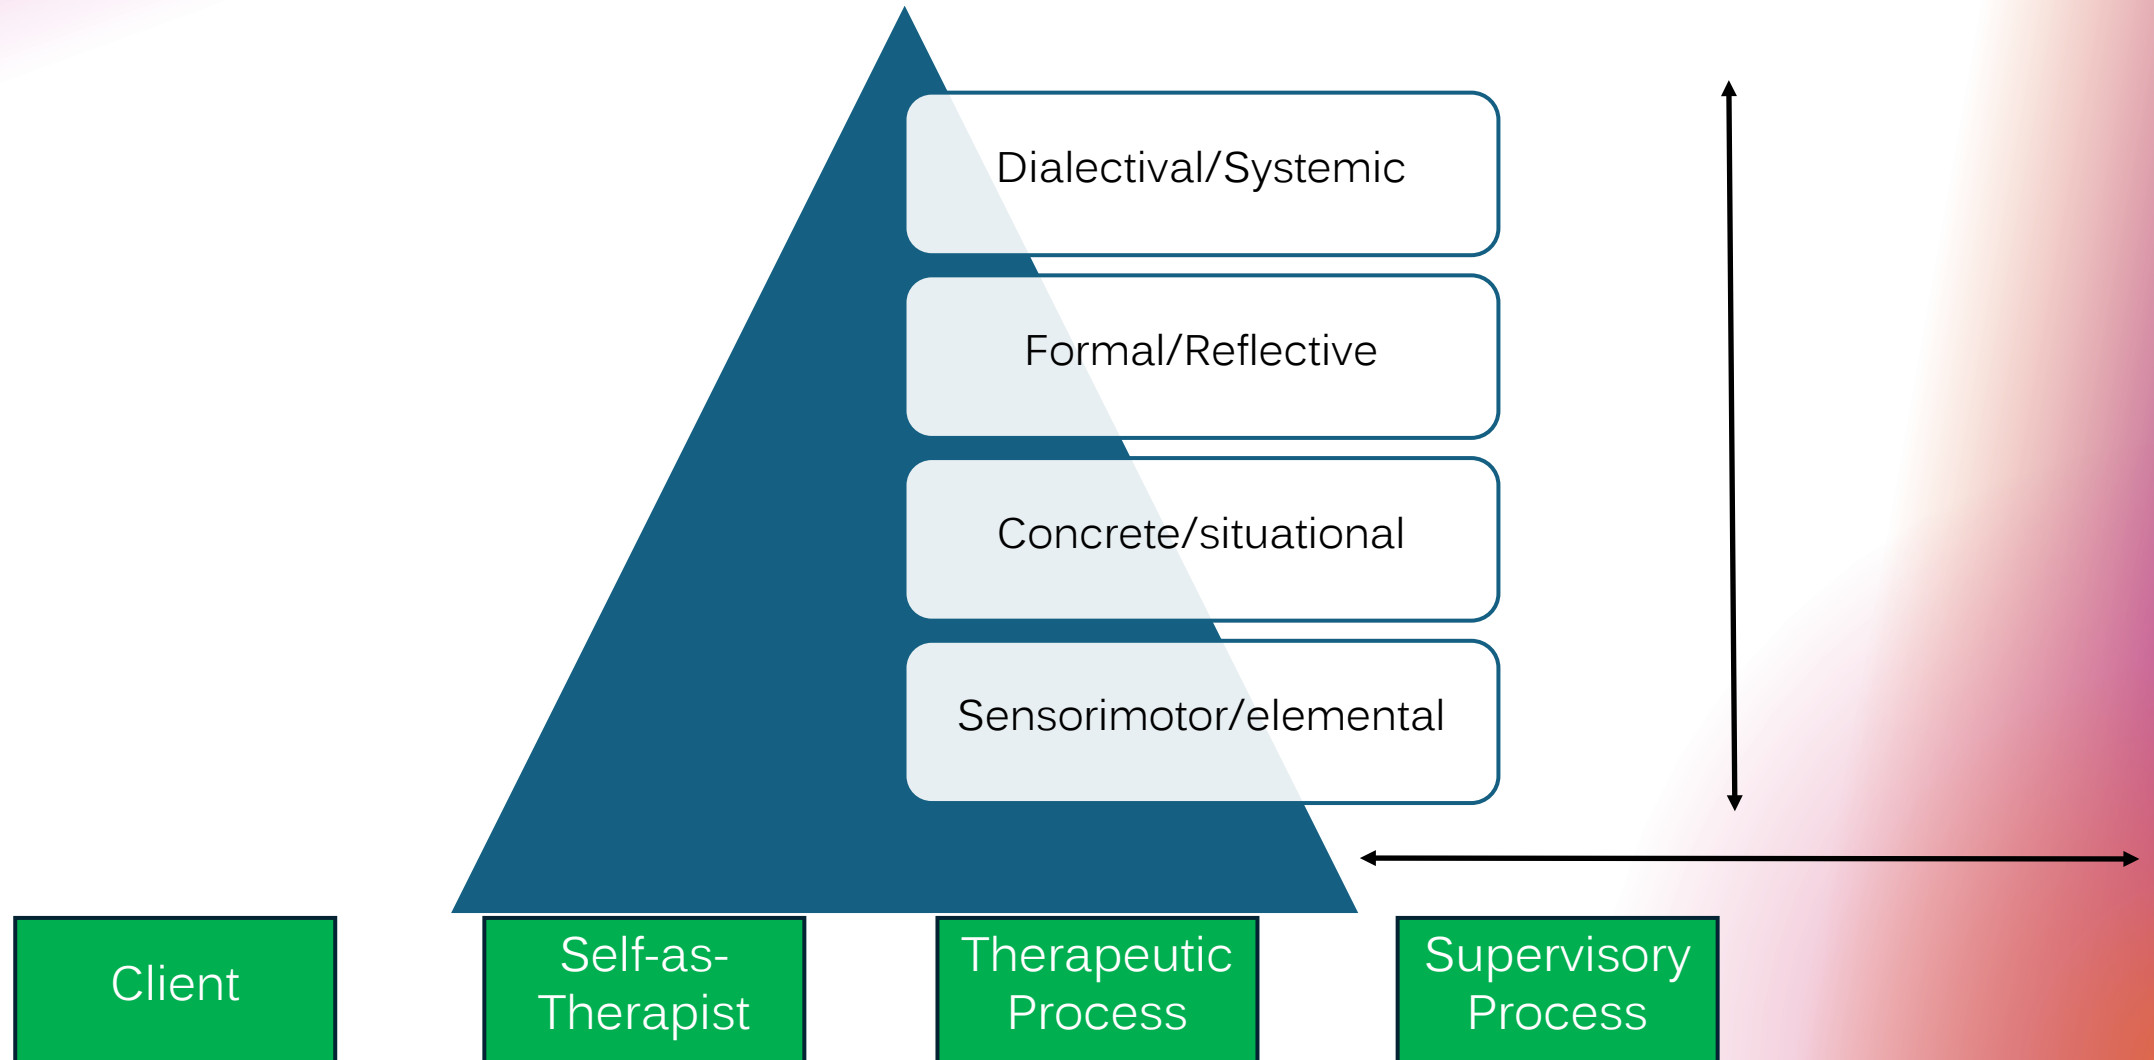 Dialectival/Systemic
Formal/Reflective
Concrete/situational
Sensorimotor/elemental
Client
Self-as-
Therapist
Therapeutic
Process
Supervisory
Process